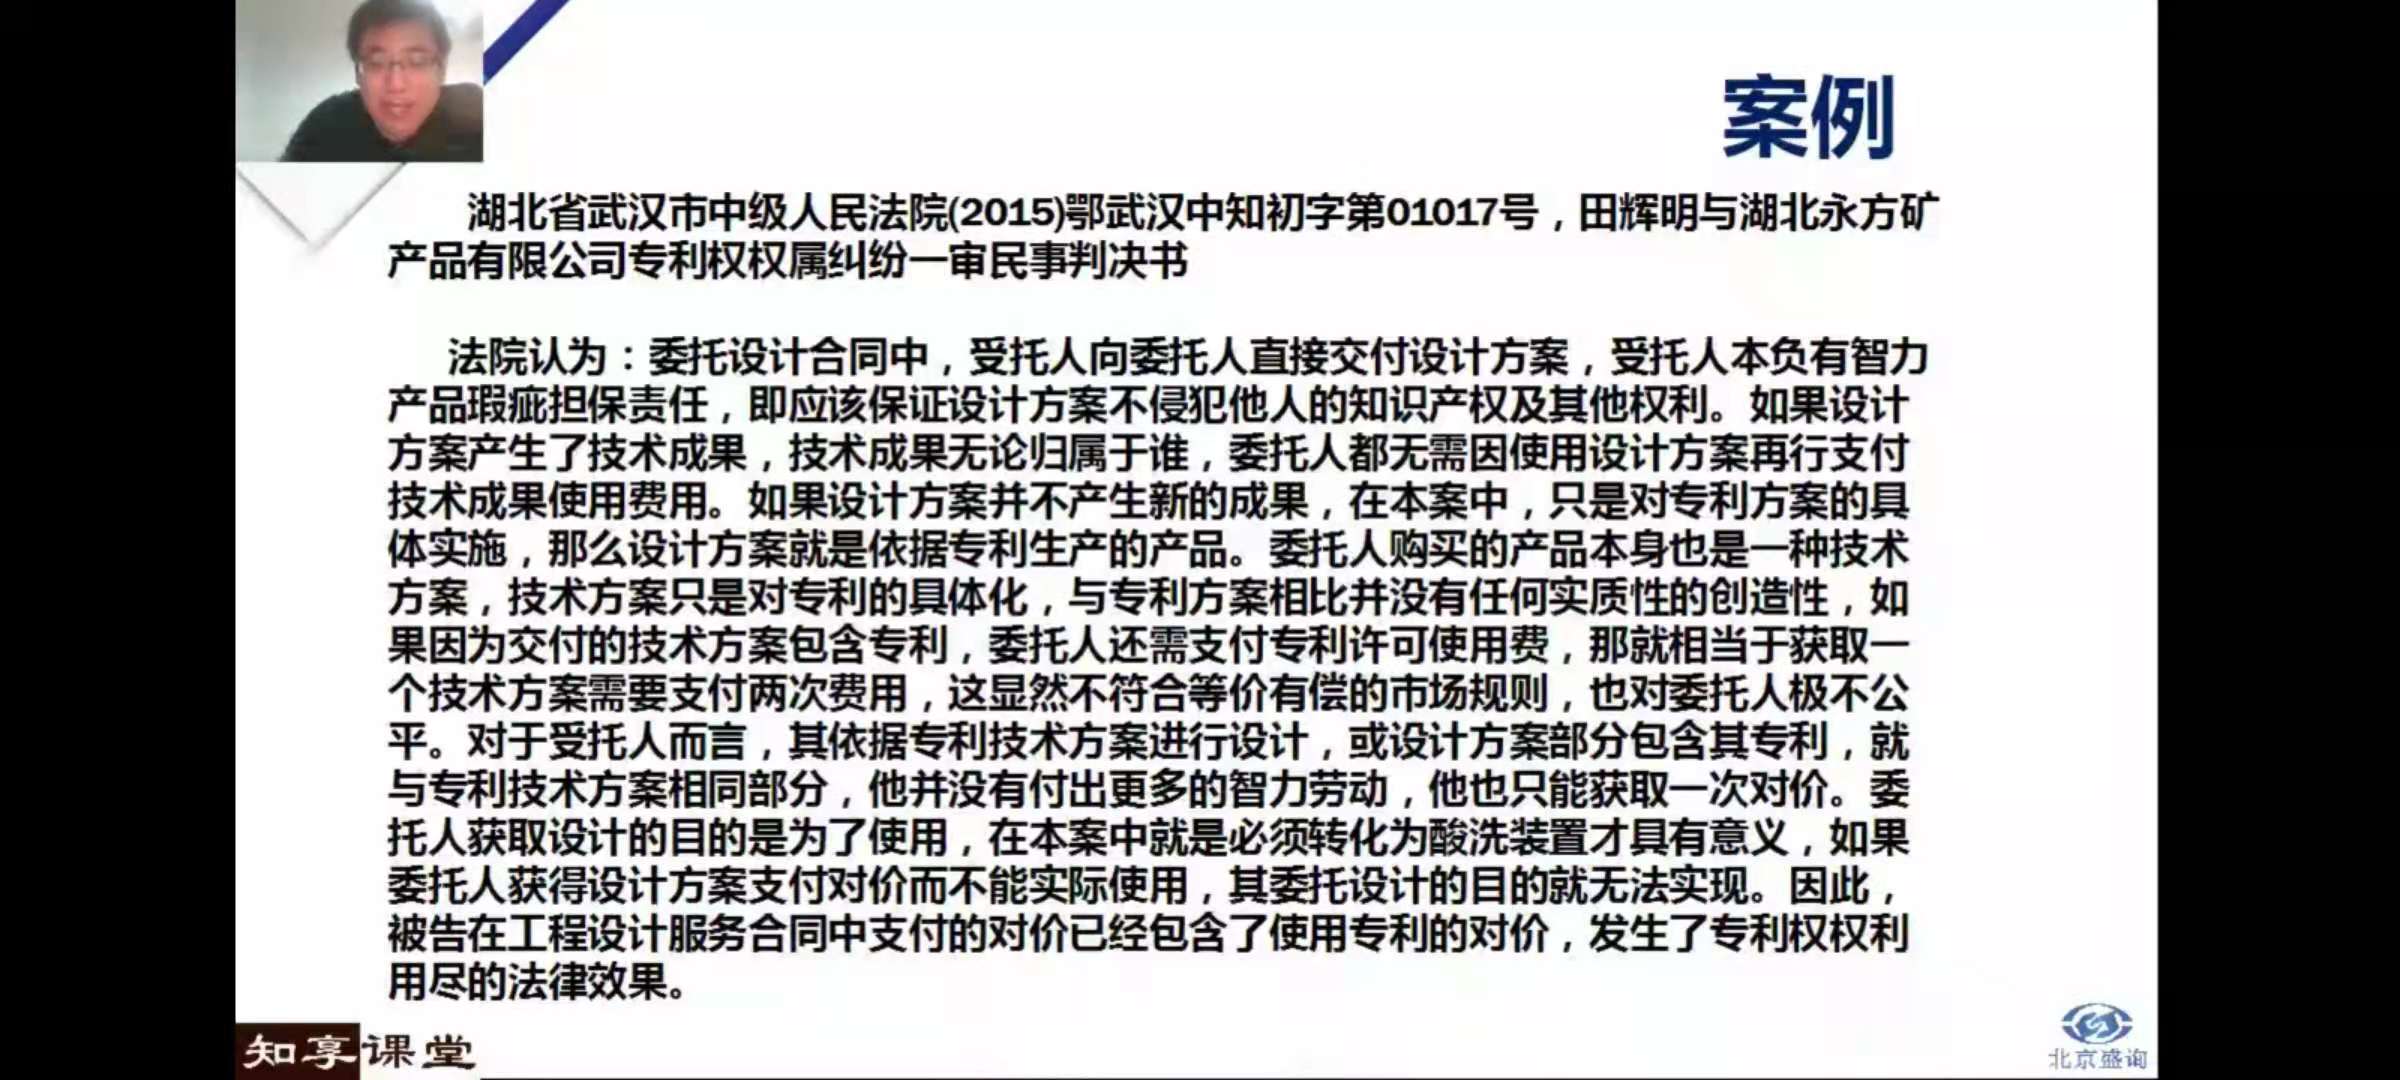 案例
湖北省武汉市中级人民法院(2015)鄂武汉中知初字第01017号，田辉明与湖北永方矿
产品有限公司专利权权属纠纷一审民事判决书
法院认为：委托设计合同中，受托人向委托人直接交付设计方案，受托人本负有智力
产品瑕疵担保责任，即应该保证设计方案不侵犯他人的知识产权及其他权利。如果设计
方案产生了技术成果，技术成果无论归属于谁，委托人都无需因使用设计方案再行支付
技术成果使用费用。如果设计方案并不产生新的成果，在本案中，只是对专利方案的具
体实施，那么设计方案就是依据专利生产的产品。委托人购买的产品本身也是一种技术
方案，技术方案只是对专利的具体化，与专利方案相比并没有任何实质性的创造性，如
果因为交付的技术方案包含专利，委托人还需支付专利许可使用费，那就相当于获取一
个技术方案需要支付两次费用，这显然不符合等价有偿的市场规则，也对委托人极不公
平。对于受托人而言，其依据专利技术方案进行设计，或设计方案部分包含其专利，就
与专利技术方案相同部分，他并没有付出更多的智力劳动，他也只能获取一次对价。委
托人获取设计的目的是为了使用，在本案中就是必须转化为酸洗装置才具有意义，如果
委托人获得设计方案支付对价而不能实际使用，其委托设计的目的就无法实现。因此，
被告在工程设计服务合同中支付的对价已经包含了使用专利的对价，发生了专利权权利
用尽的法律效果。
知享课堂
北京盛询